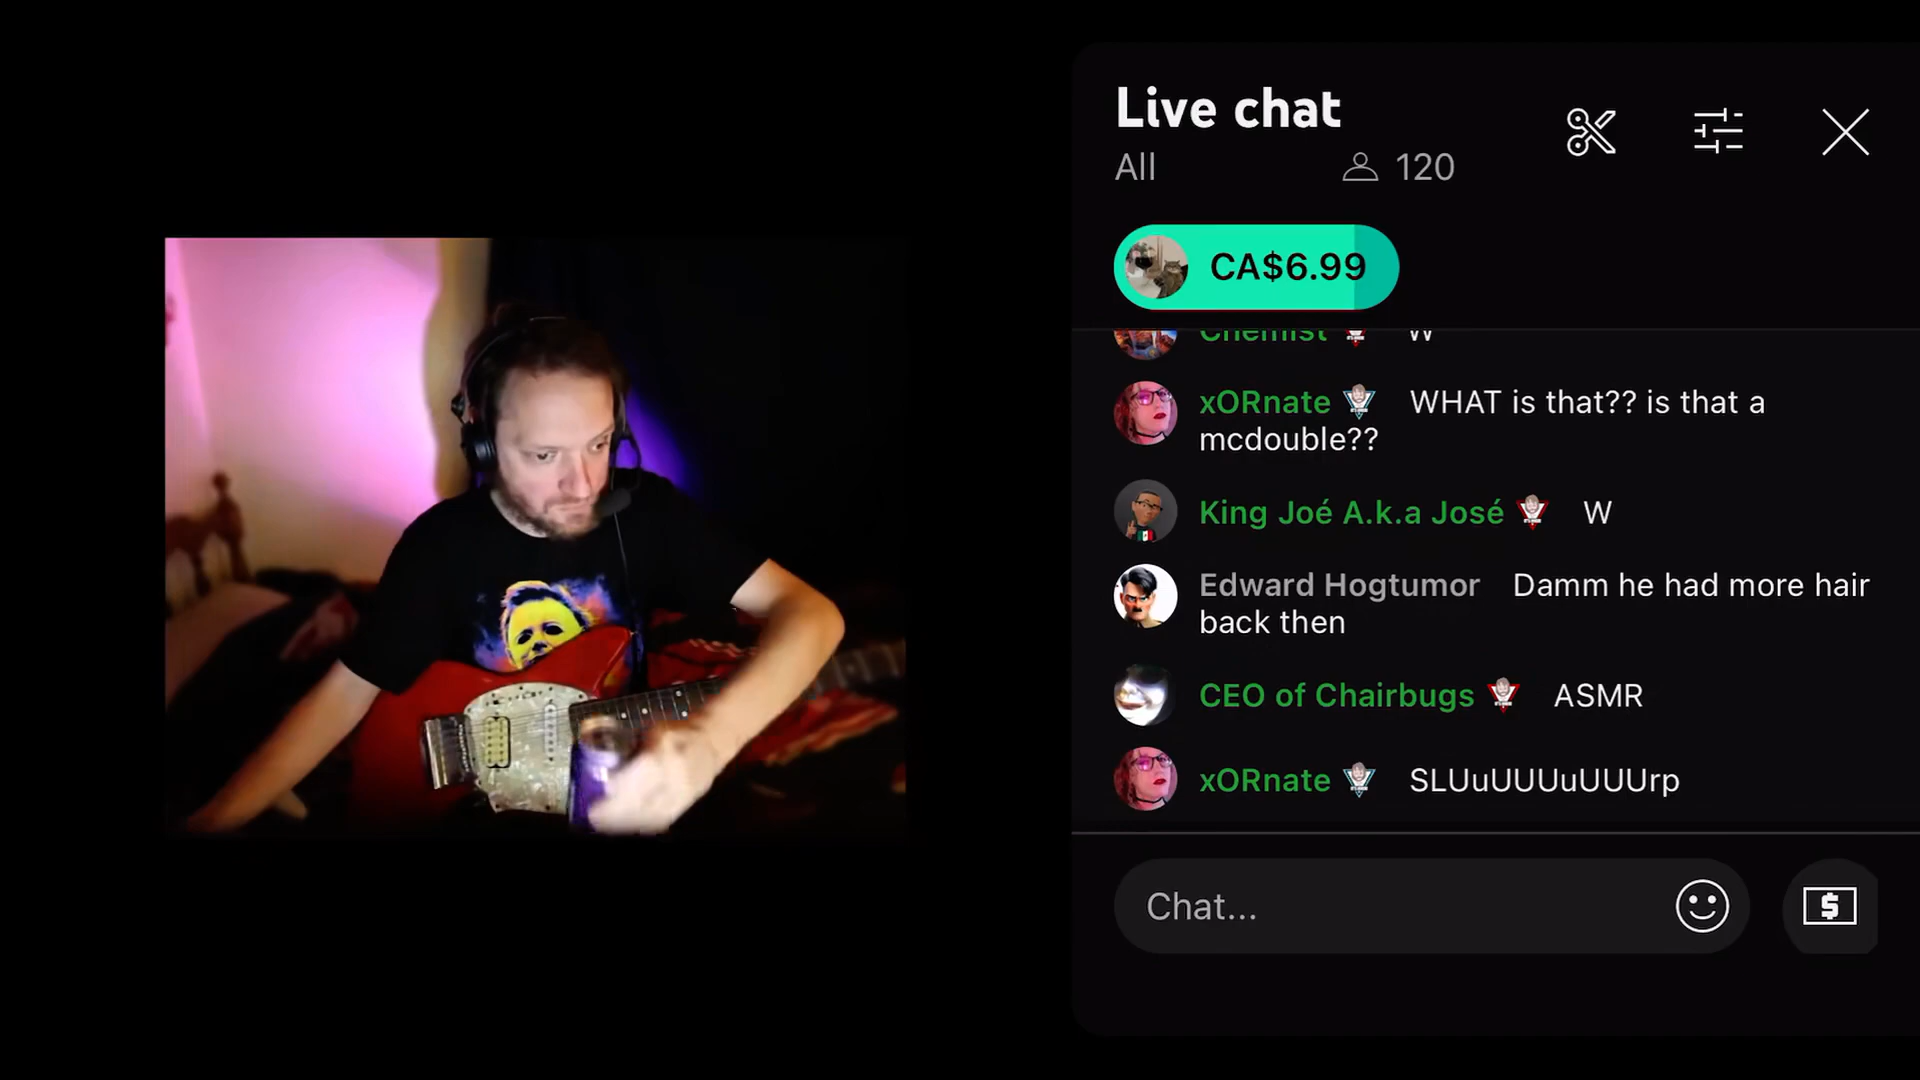 Live chat
All 120
CA$6.99
Chemist W
xORnate WHAT is that?? is that a
mcdouble??
King Joé A.k.a José W
Edward Hogtumor Damm he had more hair
back then
CEO of Chairbugs ASMR
xORnate SLUuUUUuUUUrp
Chat...